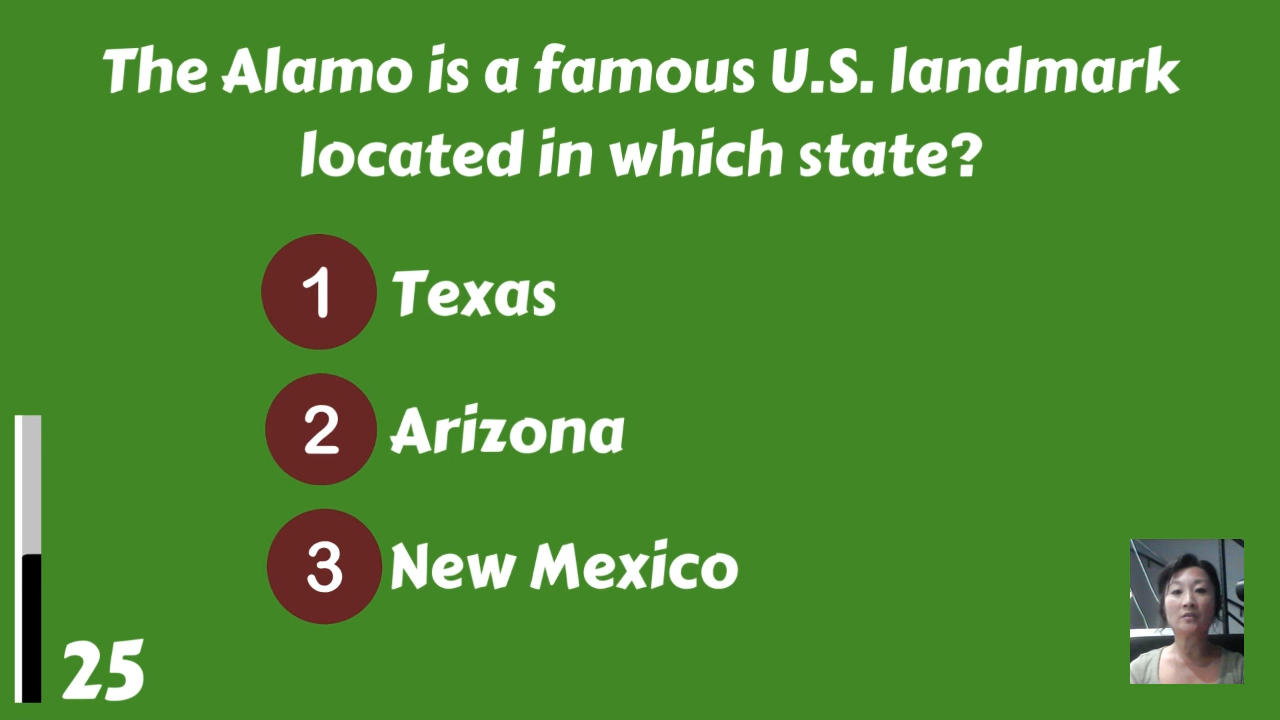 The Alamo is a famous U.S. landmark
located in which state?
1 Texas
2 Arizona
3 New Mexico
25